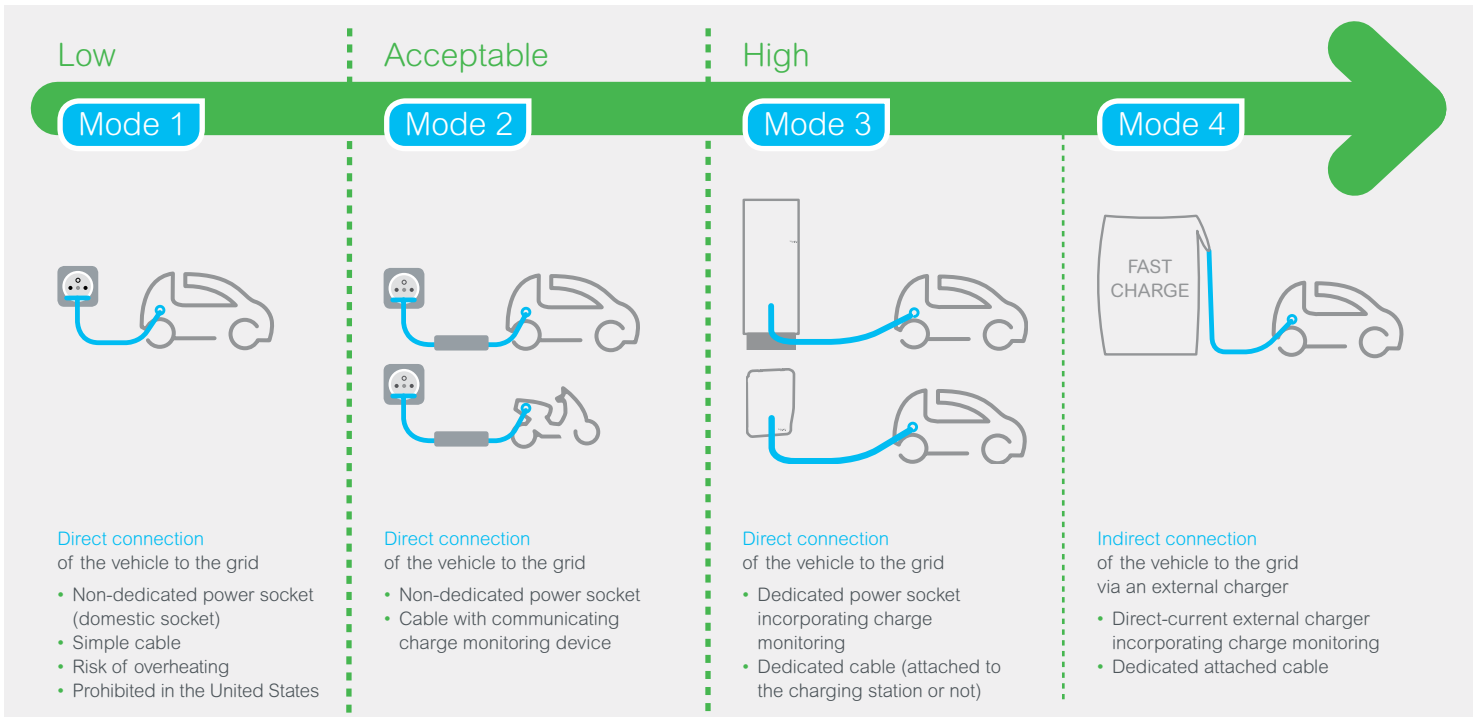 Low
Acceptable
High
Mode 1
Mode 2
Mode 3
Mode 4
FAST
CHARGE
Direct connection
of the vehicle to the grid
• Non-dedicated power socket
(domestic socket)
• Simple cable
• Risk of overheating
• Prohibited in the United States
Direct connection
of the vehicle to the grid
• Non-dedicated power socket
• Cable with communicating
charge monitoring device
Direct connection
of the vehicle to the grid
• Dedicated power socket
incorporating charge
monitoring
• Dedicated cable (attached to
the charging station or not)
Indirect connection
of the vehicle to the grid
via an external charger
• Direct-current external charger
incorporating charge monitoring
• Dedicated attached cable